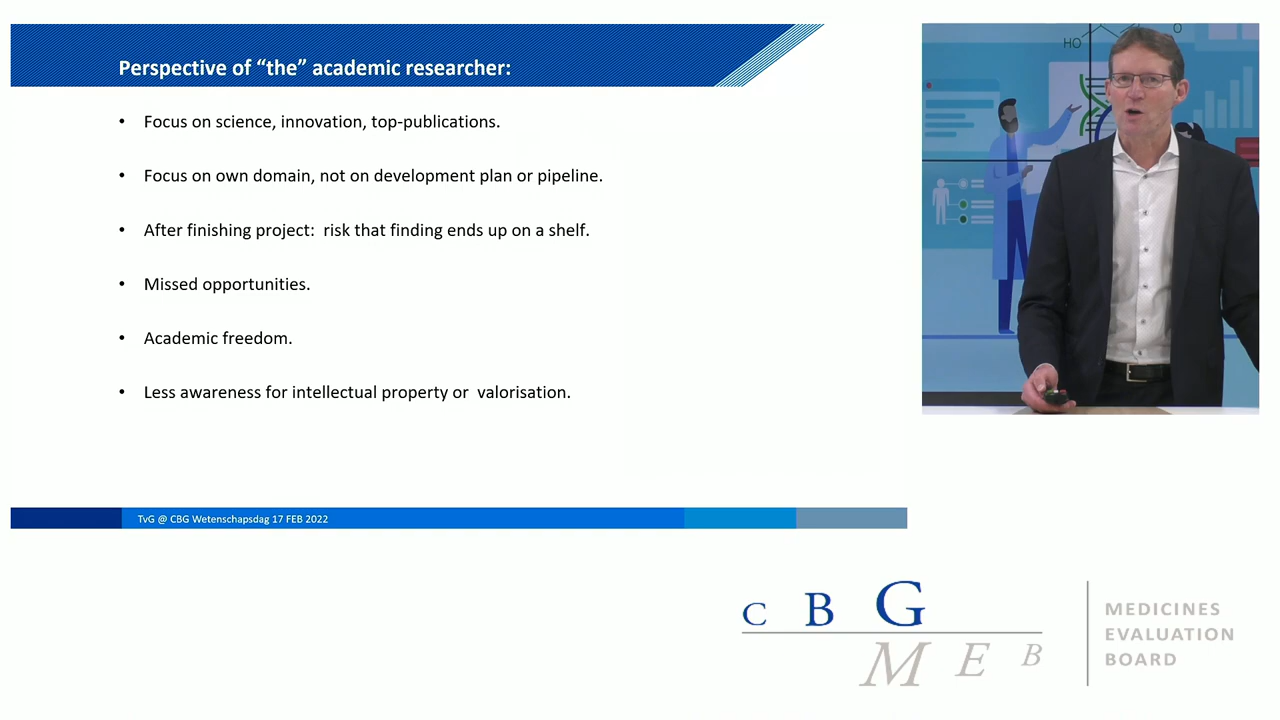 Perspective of “the” academic researcher:
• Focus on science, innovation, top-publications.
• Focus on own domain, not on development plan or pipeline.
• After finishing project:  risk that finding ends up on a shelf.
• Missed opportunities.
• Academic freedom.
• Less awareness for intellectual property or  valorisation.
HO
O
TvG @ CBG Wetenschapsdag 17 FEB 2022
C B G
M E B
MEDICINES
EVALUATION
BOARD